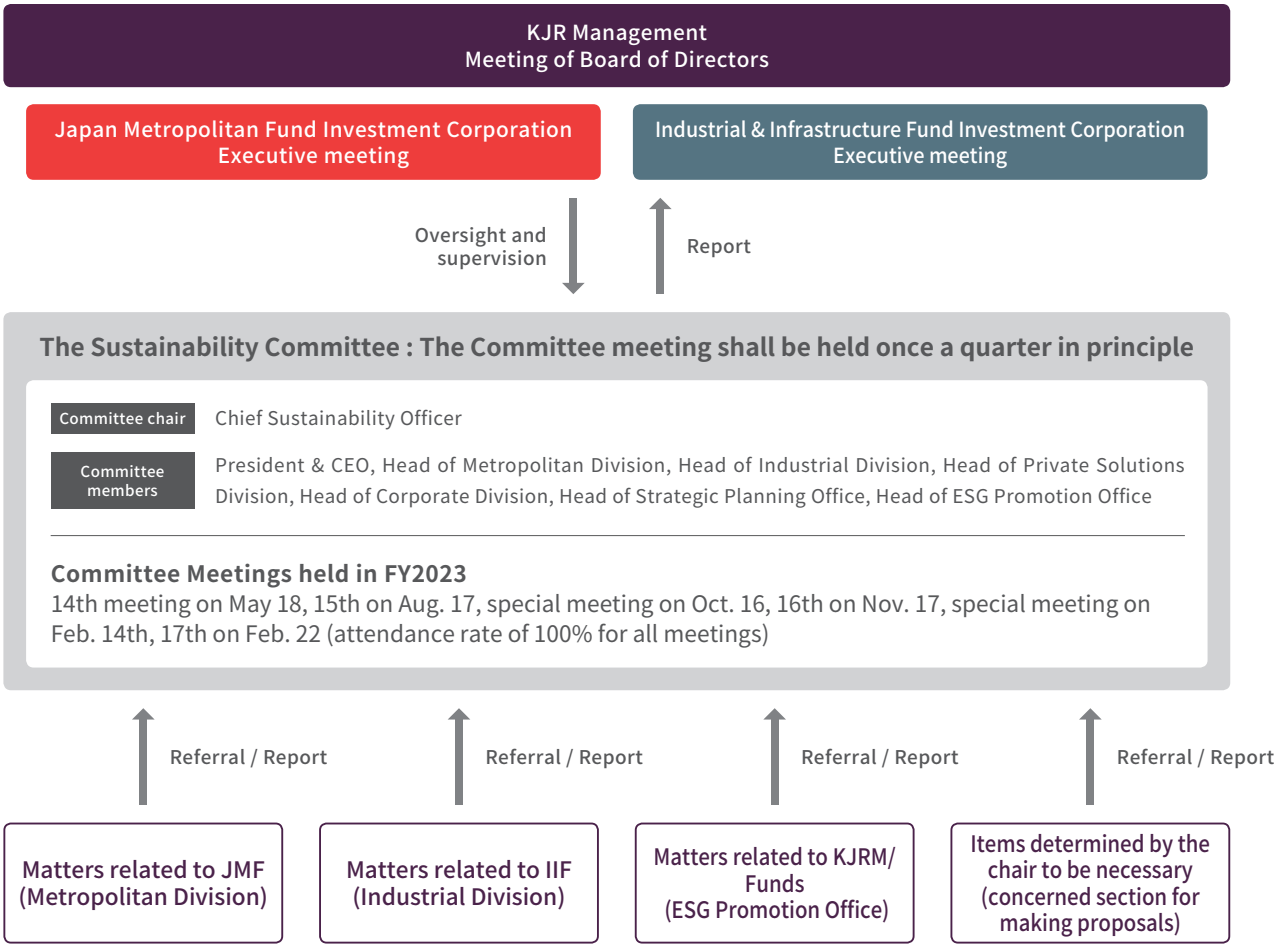 KJR Management
Meeting of Board of Directors
Japan Metropolitan Fund Investment Corporation
Executive meeting
Industrial & Infrastructure Fund Investment Corporation
Executive meeting
Oversight and
supervision
Report
The Sustainability Committee : The Committee meeting shall be held once a quarter in principle
Committee chair
Chief Sustainability Officer
Committee
members
President & CEO, Head of Metropolitan Division, Head of Industrial Division, Head of Private Solutions
Division, Head of Corporate Division, Head of Strategic Planning Office, Head of ESG Promotion Office
Committee Meetings held in FY2023
14th meeting on May 18, 15th on Aug. 17, special meeting on Oct. 16, 16th on Nov. 17, special meeting on
Feb. 14th, 17th on Feb. 22 (attendance rate of 100% for all meetings)
Referral / Report
Referral / Report
Referral / Report
Referral / Report
Matters related to JMF
(Metropolitan Division)
Matters related to IIF
(Industrial Division)
Matters related to KJRM/
Funds
(ESG Promotion Office)
Items determined by the
chair to be necessary
(concerned section for
making proposals)